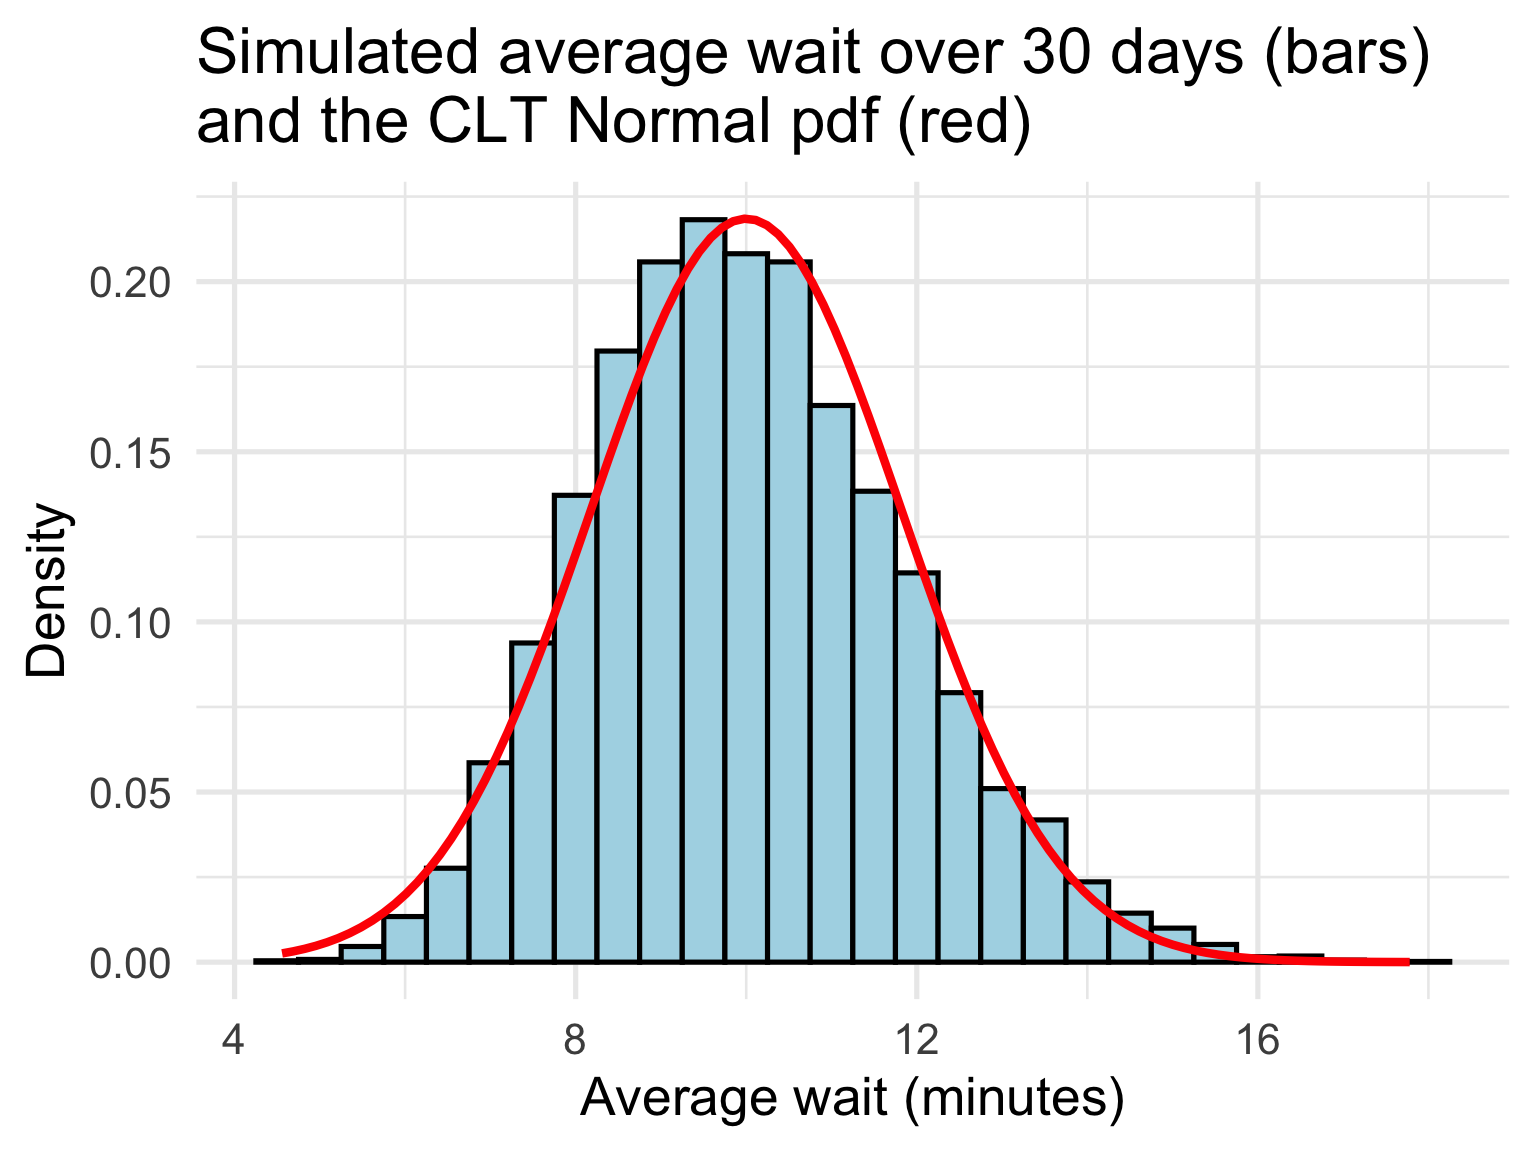 Simulated average wait over 30 days (bars)
and the CLT Normal pdf (red)
Density
0.20
0.15
0.10
0.05
0.00
4 8 12 16
Average wait (minutes)